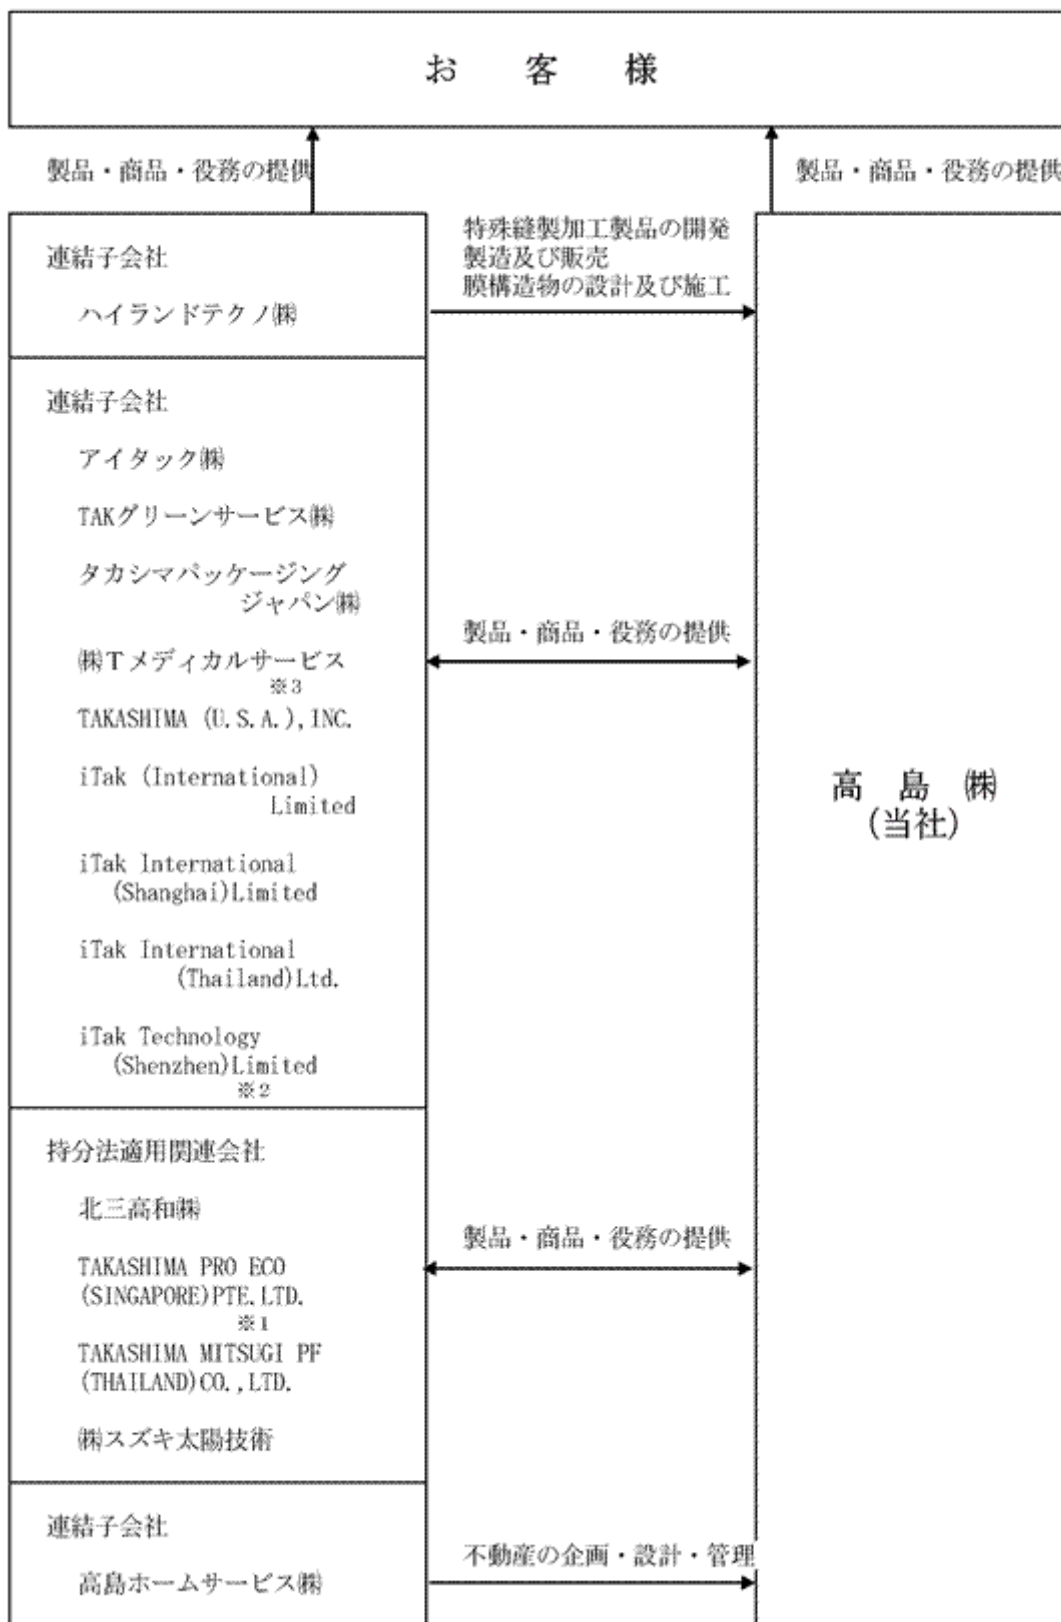 お 客 様
製品・商品・役務の提供
製品・商品・役務の提供
連結子会社
ハイランドテクノ㈱
特殊縫製加工製品の開発
製造及び販売
膜構造物の設計及び施工
連結子会社
アイタック㈱
TAKグリーンサービス㈱
タカシマパッケージング
ジャパン㈱
㈱Tメディカルサービス
※3
TAKASHIMA (U.S.A.),INC.
iTak (International)
Limited
iTak International
(Shanghai)Limited
iTak International
(Thailand)Ltd.
iTak Technology
(Shenzhen)Limited
※2
製品・商品・役務の提供
高 島 ㈱
(当社)
持分法適用関連会社
北三高和㈱
TAKASHIMA PRO ECO
(SINGAPORE)PTE.LTD.
※1
TAKASHIMA MITSUGI PF
(THAILAND)CO.,LTD.
㈱スズキ太陽技術
製品・商品・役務の提供
連結子会社
高島ホームサービス㈱
不動産の企画・設計・管理